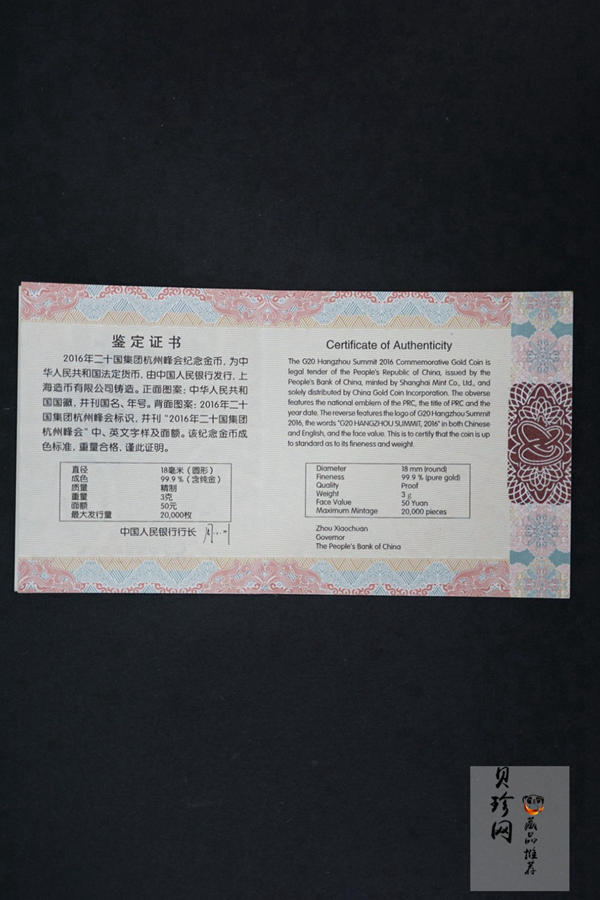 鉴定证书
2016年二十国集团杭州峰会纪念金币，为中
华人民共和国法定货币，由中国人民银行发行，上
海造币有限公司铸造。正面图案：中华人民共和国
国徽，并刊国名、年号。背面图案：2016年二十
国集团杭州峰会标识，并刊“2016年二十国集团
杭州峰会”中、英文字样及面额。该纪念金币成
色标准，重量合格，谨此证明。
直径 18毫米（圆形）
成色 99.9％（含纯金）
质量 精制
重量 3克
面额 50元
最大发行量 20,000枚
中国人民银行行长
Certificate of Authenticity
The G20 Hangzhou Summit 2016 Commemorative Gold Coin is
legal tender of the People's Republic of China, issued by the
People's Bank of China, minted by Shanghai Mint Co., Ltd., and
solely distributed by China Gold Coin Incorporation. The obverse
features the national emblem of the PRC, the title of PRC and the
year date. The reverse features the logo of G20 Hangzhou Summit
2016, the words "G20 HANGZHOU SUMMIT, 2016" in both Chinese
and English, and the face value. This is to certify that the coin is up
to standard as to its fineness and weight.
Diameter 18 mm (round)
Fineness 99.9 % (pure gold)
Quality Proof
Weight 3 g
Face Value 50 Yuan
Maximum Mintage 20,000 pieces
Zhou Xiaochuan
Governor
The People's Bank of China
贝珍网
藏品推荐